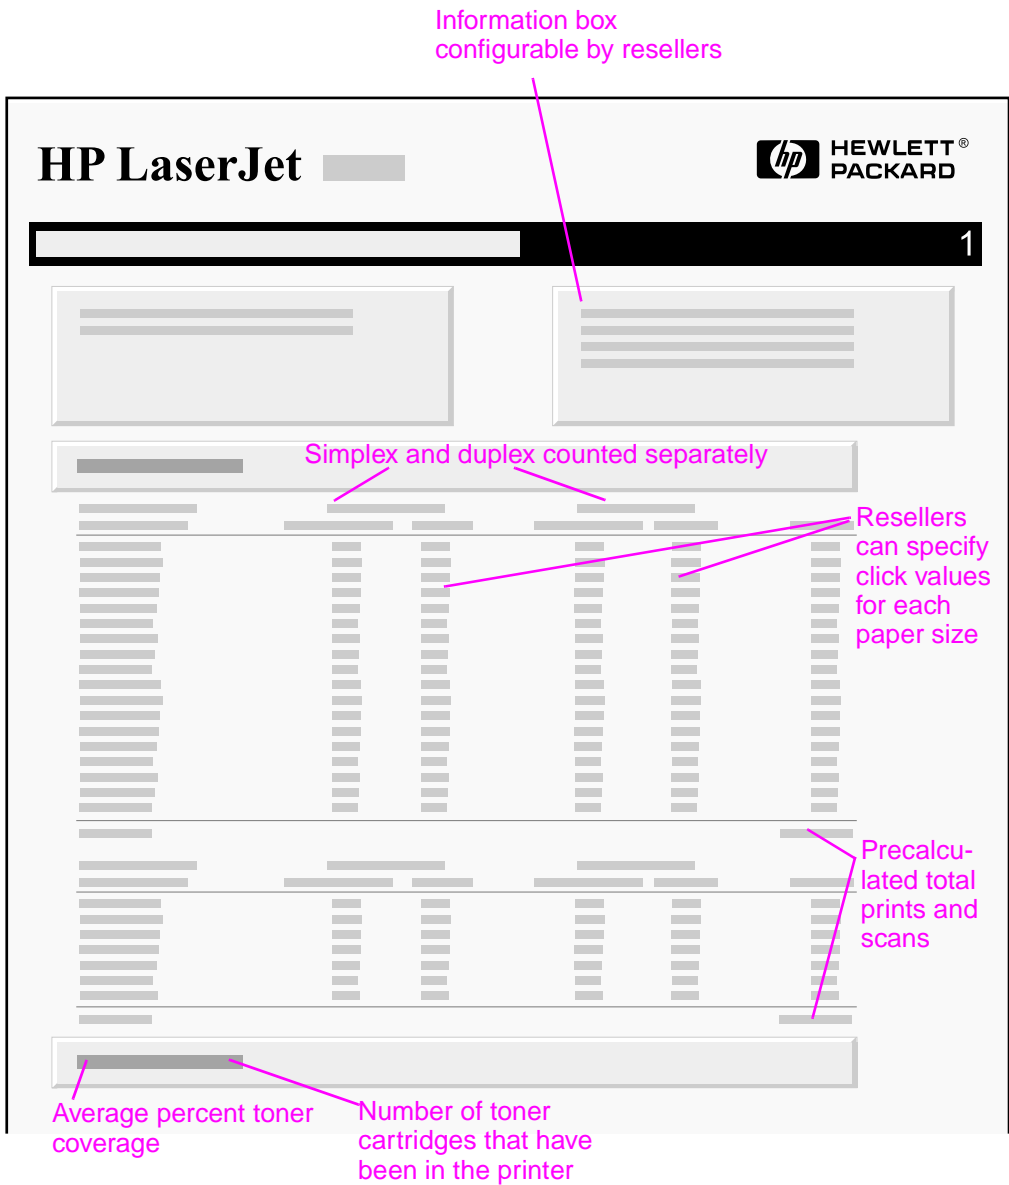 Information box
configurable by resellers
HP LaserJet
hp
HEWLETT®
PACKARD
1
Simplex and duplex counted separately
Resellers
can specify
click values
for each
paper size
Precalcu-
lated total
prints and
scans
Average percent toner
coverage
Number of toner
cartridges that have
been in the printer